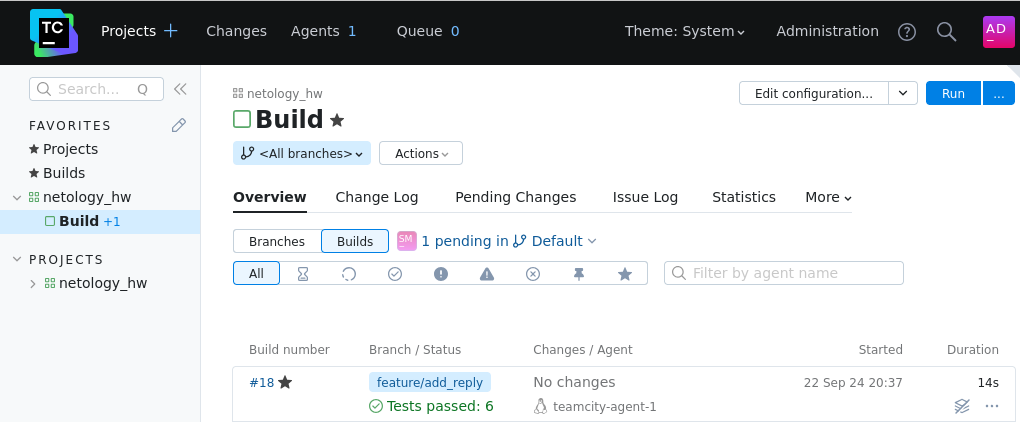 TC Projects Changes Agents 1 Queue 0 Theme: System Administration ? AD
Search... Q
FAVORITES
Projects
Builds
netology_hw
Build +1
PROJECTS
netology_hw
netology_hw
Edit configuration... Run ...
Build
<All branches> Actions
Overview Change Log Pending Changes Issue Log Statistics More
Branches Builds SM 1 pending in Default
All Filter by agent name
Build number Branch / Status Changes / Agent Started Duration
#18 feature/add_reply No changes 22 Sep 24 20:37 14s
Tests passed: 6 teamcity-agent-1